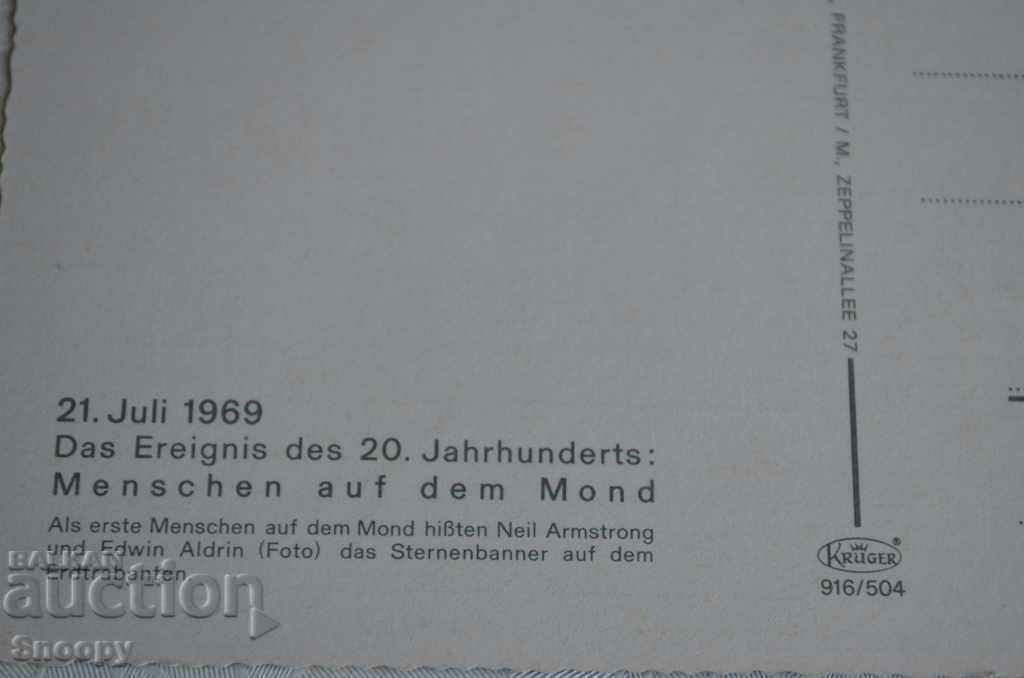 21. Juli 1969
Das Ereignis des 20. Jahrhunderts:
Menschen auf dem Mond
Als erste Menschen auf dem Mond hißten Neil Armstrong
und Edwin Aldrin (Foto) das Sternenbanner auf dem
Erdtrabanten.
, FRANKFURT / M., ZEPPELINALLEE 27
KRÜGER®
916/504
BALKAN
auction
Snoopy